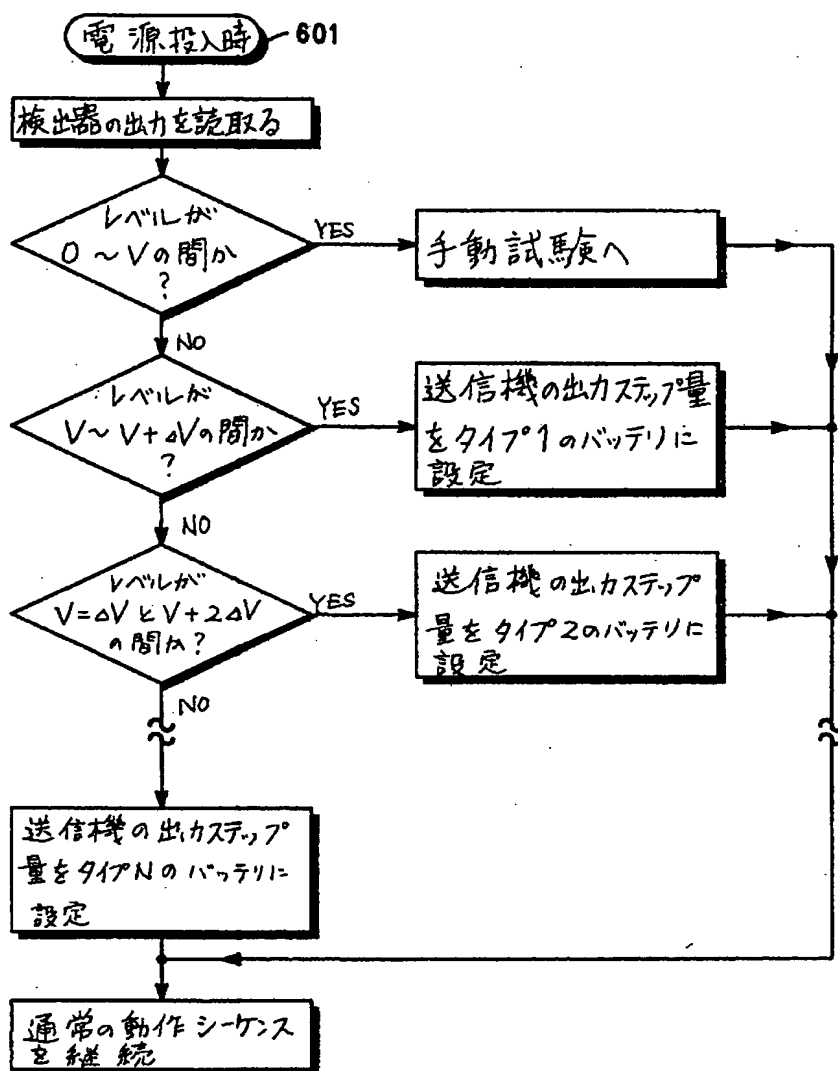 電源投入時
601
検出器の出力を読取る
レベルが
0 ~ Vの間か
?
YES
手動試験へ
NO
レベルが
V ~ V+ΔVの間か
?
YES
送信機の出力ステップ量
をタイプ1のバッテリに
設定
NO
レベルが
V=ΔVとV+2ΔV
の間か?
YES
送信機の出力ステップ
量をタイプ2のバッテリに
設定
NO
送信機の出力ステップ
量をタイプNのバッテリに
設定
通常の動作シーケンス
を継続